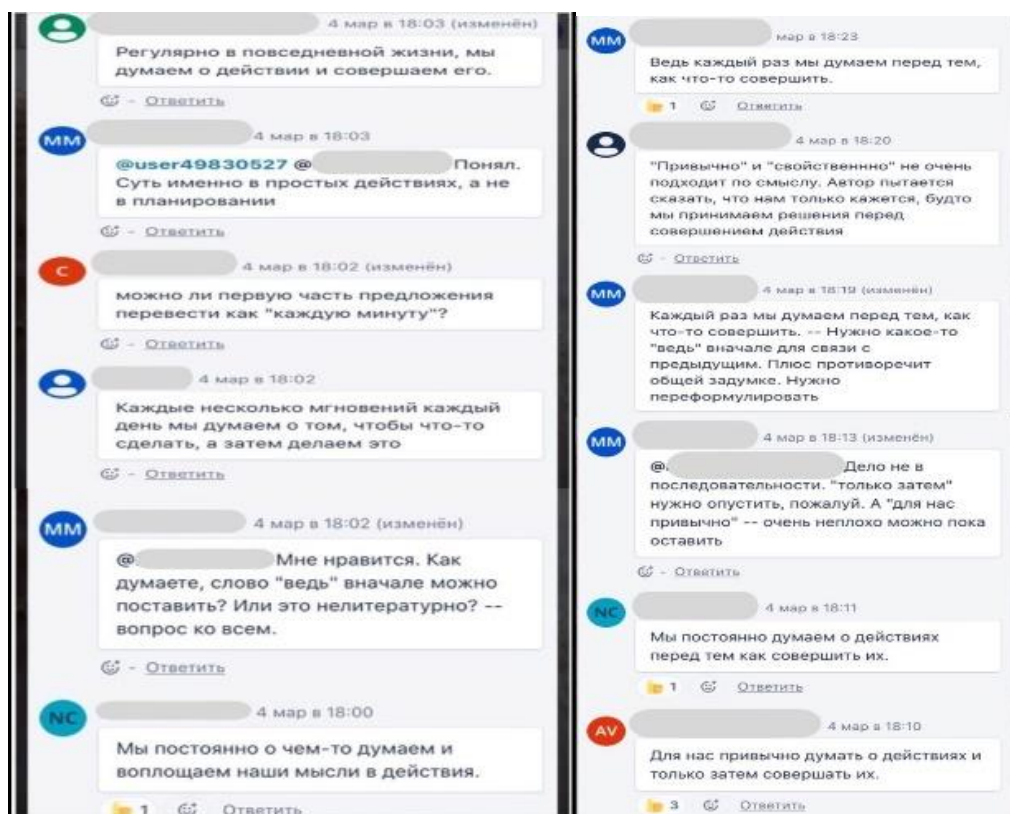 4 мар в 18:03 (изменён)
Регулярно в повседневной жизни, мы
думаем о действии и совершаем его.
- Ответить
MM
4 мар в 18:03
@user49830527 @ Понял.
Суть именно в простых действиях, а не
в планировании
- Ответить
C
4 мар в 18:02 (изменён)
можно ли первую часть предложения
перевести как "каждую минуту"?
- Ответить
4 мар в 18:02
Каждые несколько мгновений каждый
день мы думаем о том, чтобы что-то
сделать, а затем делаем это
- Ответить
MM
4 мар в 18:02 (изменён)
@ Мне нравится. Как
думаете, слово "ведь" вначале можно
поставить? Или это нелитературно? --
вопрос ко всем.
- Ответить
NC
4 мар в 18:00
Мы постоянно о чем-то думаем и
воплощаем наши мысли в действия.
1 Ответить
MM
мар в 18:23
Ведь каждый раз мы думаем перед тем,
как что-то совершить.
1 Ответить
4 мар в 18:20
"Привычно" и "свойственнно" не очень
подходит по смыслу. Автор пытается
сказать, что нам только кажется, будто
мы принимаем решения перед
совершением действия
- Ответить
MM
4 мар в 18:19 (изменён)
Каждый раз мы думаем перед тем, как
что-то совершить. -- Нужно какое-то
"ведь" вначале для связи с
предыдущим. Плюс противоречит
общей задумке. Нужно
переформулировать
MM
4 мар в 18:13 (изменён)
@ Дело не в
последовательности. "только затем"
нужно опустить, пожалуй. А "для нас
привычно" -- очень неплохо можно пока
оставить
- Ответить
NC
4 мар в 18:11
Мы постоянно думаем о действиях
перед тем как совершить их.
1 Ответить
AV
4 мар в 18:10
Для нас привычно думать о действиях и
только затем совершать их.
3 Ответить